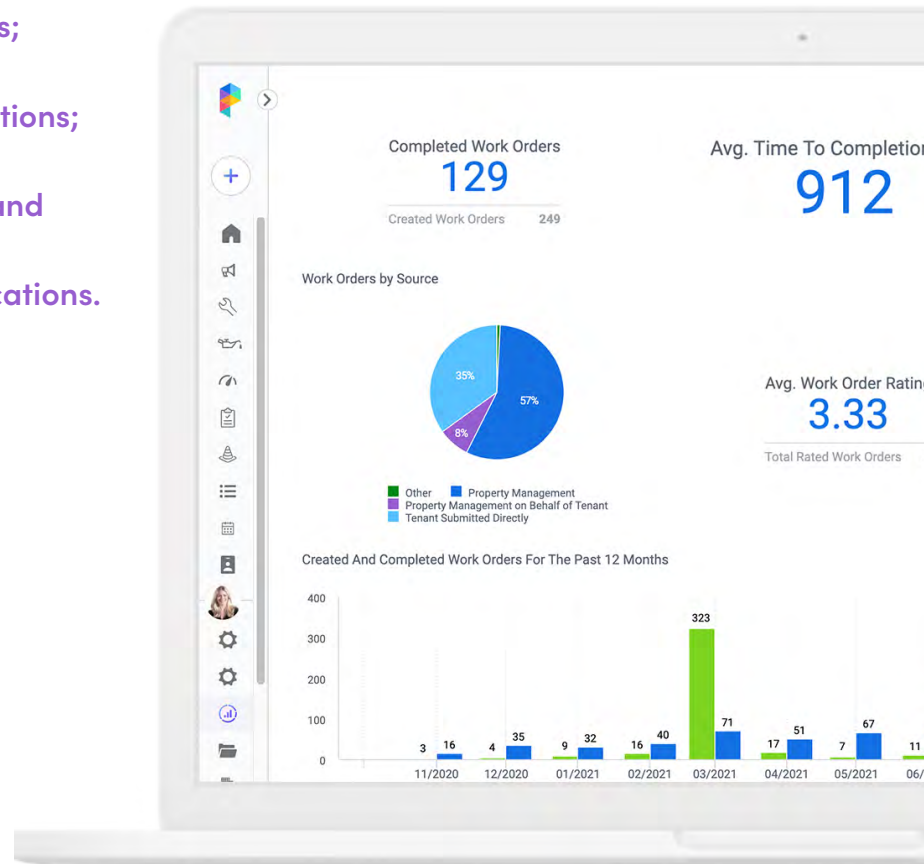 s;
tions;
and
cations.
Completed Work Orders
129
Created Work Orders 249
Avg. Time To Completion
912
Work Orders by Source
35%
57%
8%
Other Property Management
Property Management on Behalf of Tenant
Tenant Submitted Directly
Avg. Work Order Rating
3.33
Total Rated Work Orders
Created And Completed Work Orders For The Past 12 Months
400
300
200
100
0
3 16 4 35 9 32 16 40 323 71 17 51 7 67 11
11/2020 12/2020 01/2021 02/2021 03/2021 04/2021 05/2021 06/